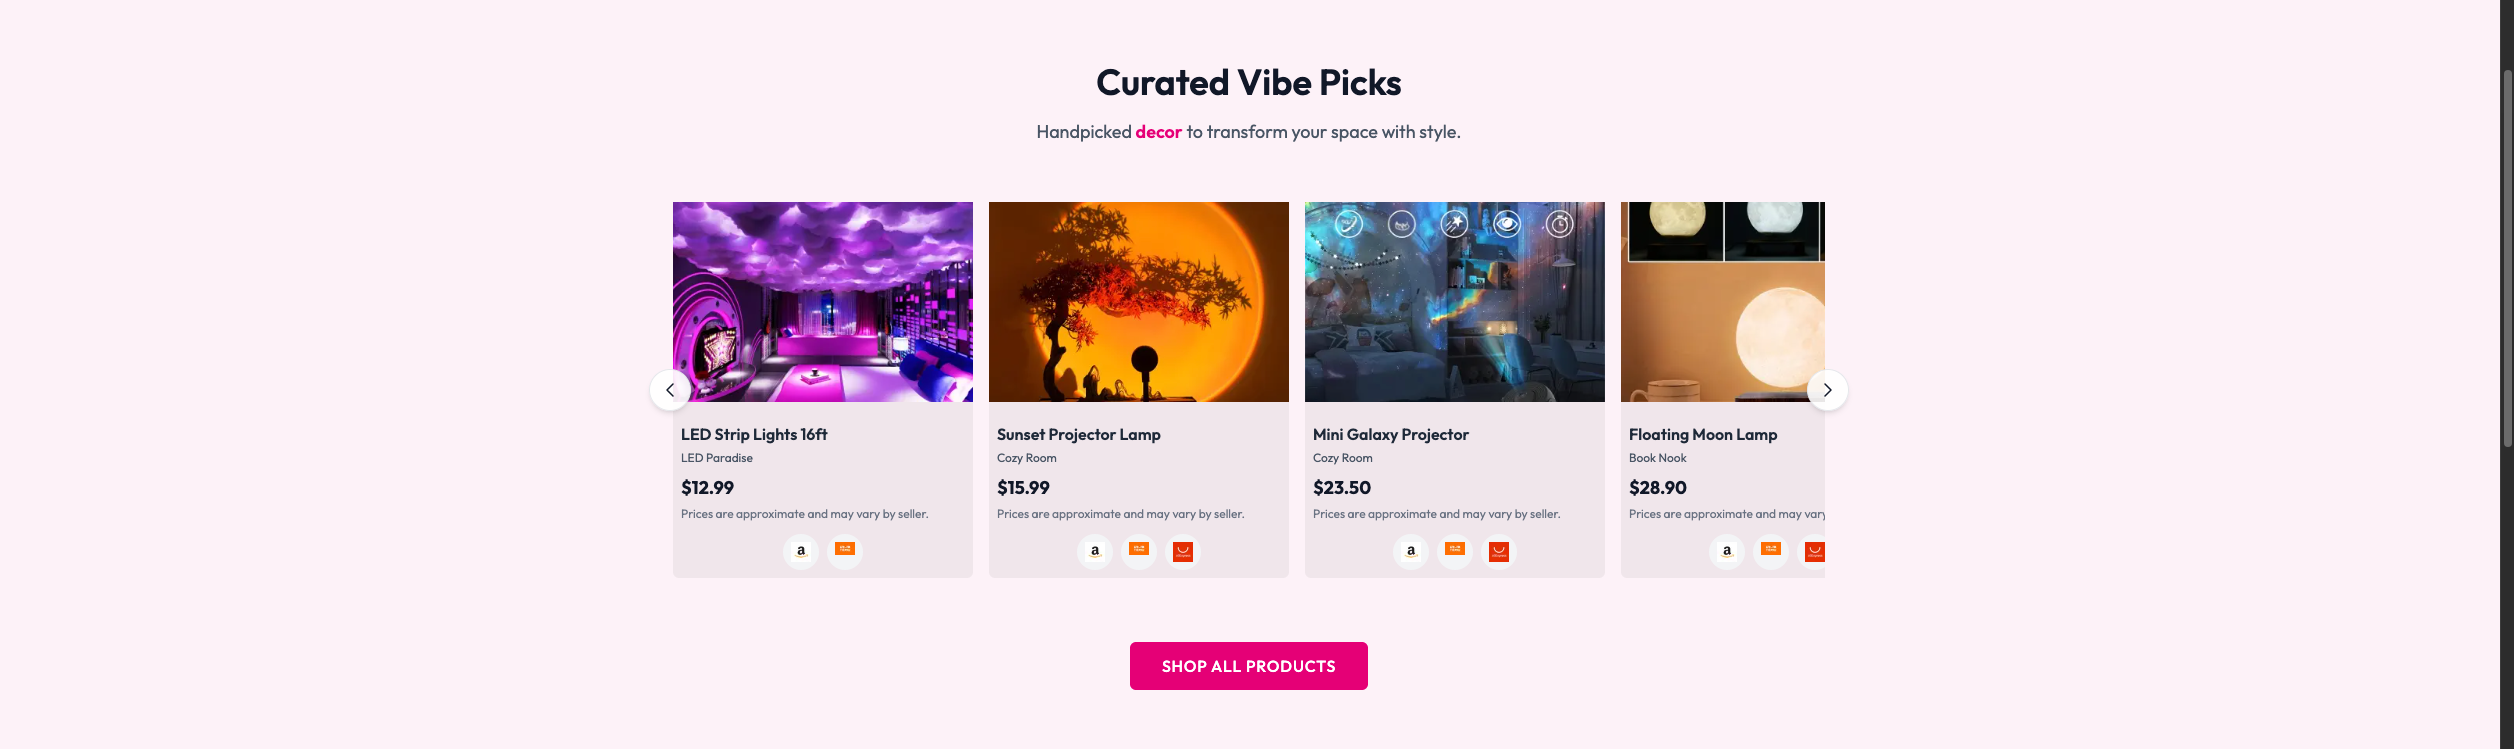 Curated Vibe Picks
Handpicked decor to transform your space with style.
LED Strip Lights 16ft
LED Paradise
$12.99
Prices are approximate and may vary by seller.
a
Sunset Projector Lamp
Cozy Room
$15.99
Prices are approximate and may vary by seller.
a
Mini Galaxy Projector
Cozy Room
$23.50
Prices are approximate and may vary by seller.
a
Floating Moon Lamp
Book Nook
$28.90
Prices are approximate and may vary
a
SHOP ALL PRODUCTS